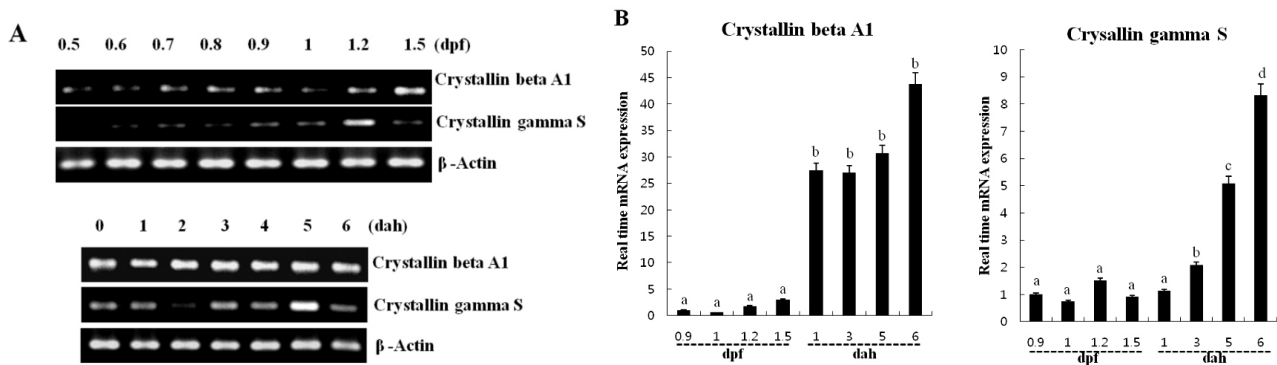 A
0.5 0.6 0.7 0.8 0.9 1 1.2 1.5 (dpf)
Crystallin beta A1
Crystallin gamma S
β-Actin
0 1 2 3 4 5 6 (dah)
Crystallin beta A1
Crystallin gamma S
β-Actin
B
Crystallin beta A1
Real time mRNA expression
50
45
40
35
30
25
20
15
10
5
0
a a a a b b b b
0.9 1 1.2 1.5 1 3 5 6
dpf dah
Crysallin gamma S
Real time mRNA expression
10
9
8
7
6
5
4
3
2
1
0
a a a a a b c d
0.9 1 1.2 1.5 1 3 5 6
dpf dah